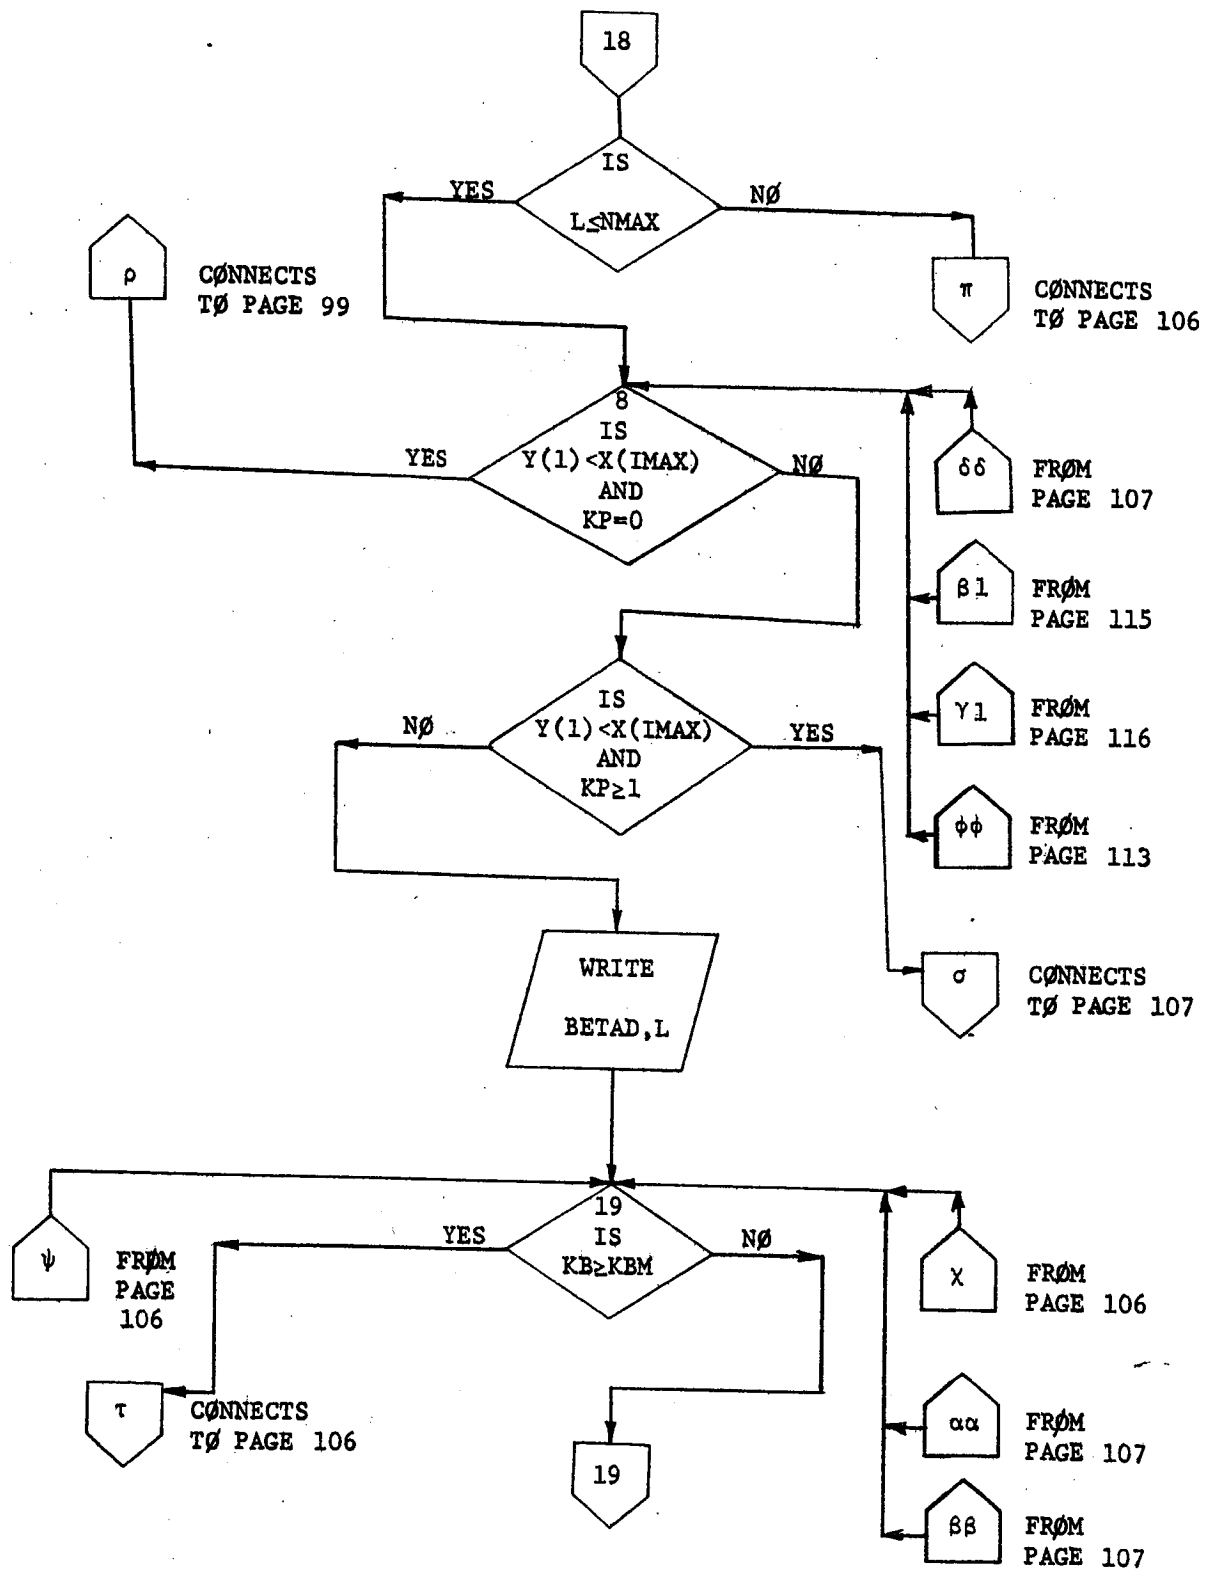 18
IS
L≤NMAX
YES
NØ
ρ
CØNNECTS
TØ PAGE 99
π
CØNNECTS
TØ PAGE 106
8
IS
Y(1)<X(IMAX)
AND
KP=0
YES
NØ
δδ
FRØM
PAGE 107
β1
FRØM
PAGE 115
IS
Y(1)<X(IMAX)
AND
KP≥1
NØ
YES
γ1
FRØM
PAGE 116
φφ
FRØM
PAGE 113
WRITE
BETAD,L
σ
CØNNECTS
TØ PAGE 107
19
IS
KB≥KBM
YES
NØ
ψ
FRØM
PAGE
106
χ
FRØM
PAGE 106
τ
CØNNECTS
TØ PAGE 106
19
αα
FRØM
PAGE 107
ββ
FRØM
PAGE 107